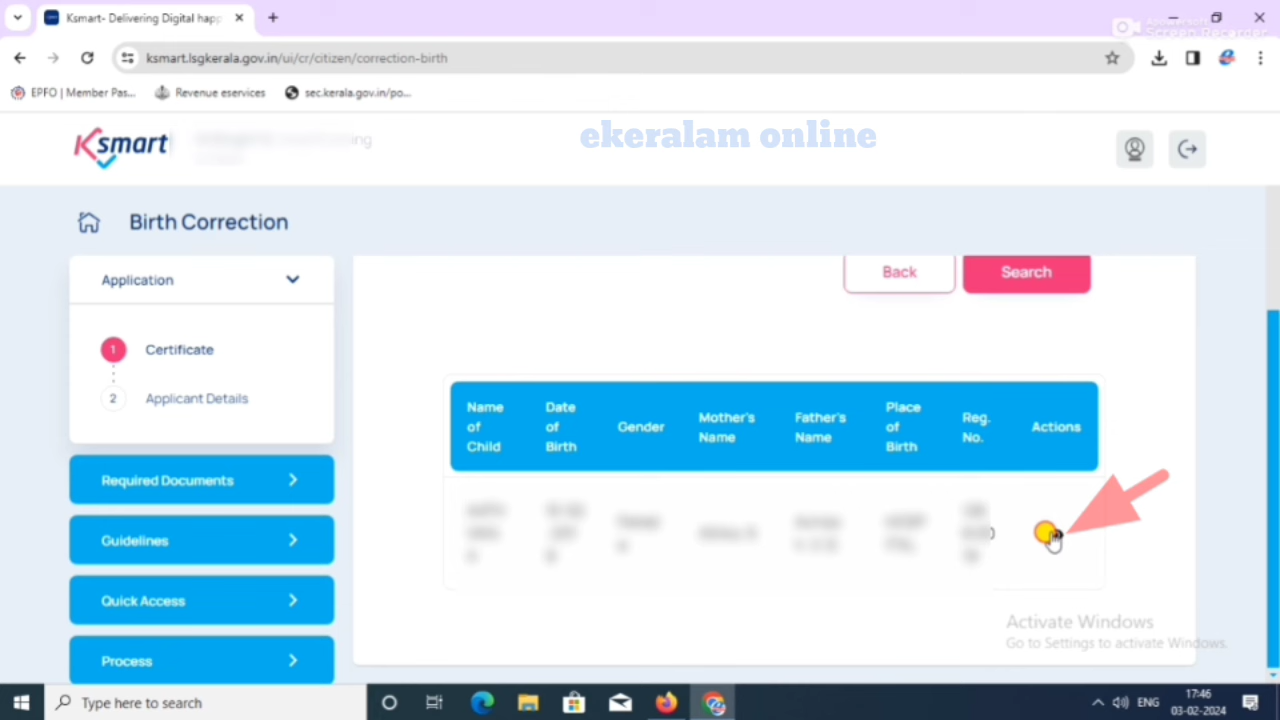 Ksmart- Delivering Digital happ
Apowersoft
Screen Recorder
ksmart.lsgkerala.gov.in/ui/cr/citizen/correction-birth
EPFO | Member Pas...
Revenue eservices
sec.kerala.gov.in/po...
Ksmart
ekeralam online
Birth Correction
Application
1 Certificate
2 Applicant Details
Required Documents
Guidelines
Quick Access
Process
Back
Search
Name of Child
Date of Birth
Gender
Mother's Name
Father's Name
Place of Birth
Reg. No.
Actions
Activate Windows
Go to Settings to activate Windows.
Type here to search
ENG
17:46
03-02-2024